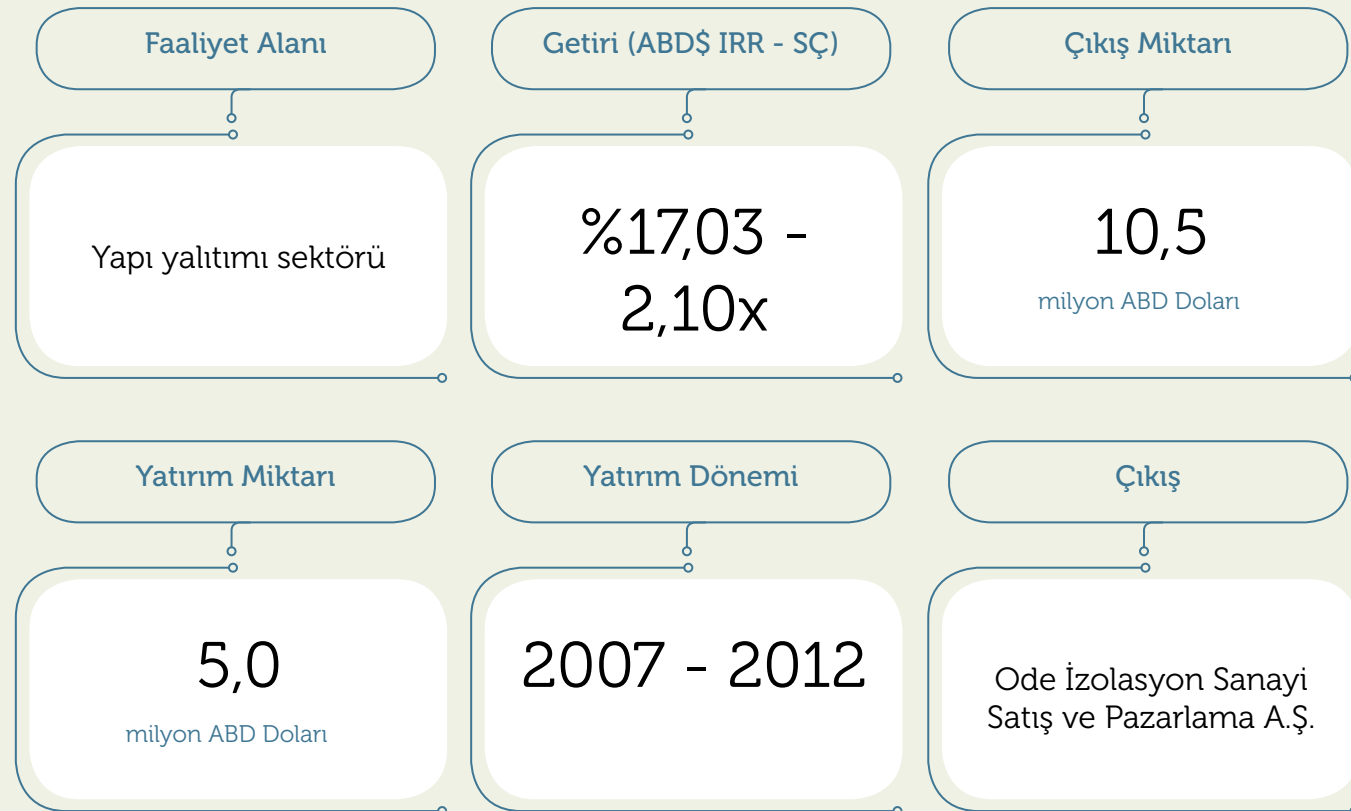 Faaliyet Alanı
Yapı yalıtımı sektörü
Getiri (ABD$ IRR - SÇ)
%17,03 -
2,10x
Çıkış Miktarı
10,5
milyon ABD Doları
Yatırım Miktarı
5,0
milyon ABD Doları
Yatırım Dönemi
2007 - 2012
Çıkış
Ode İzolasyon Sanayi
Satış ve Pazarlama A.Ş.